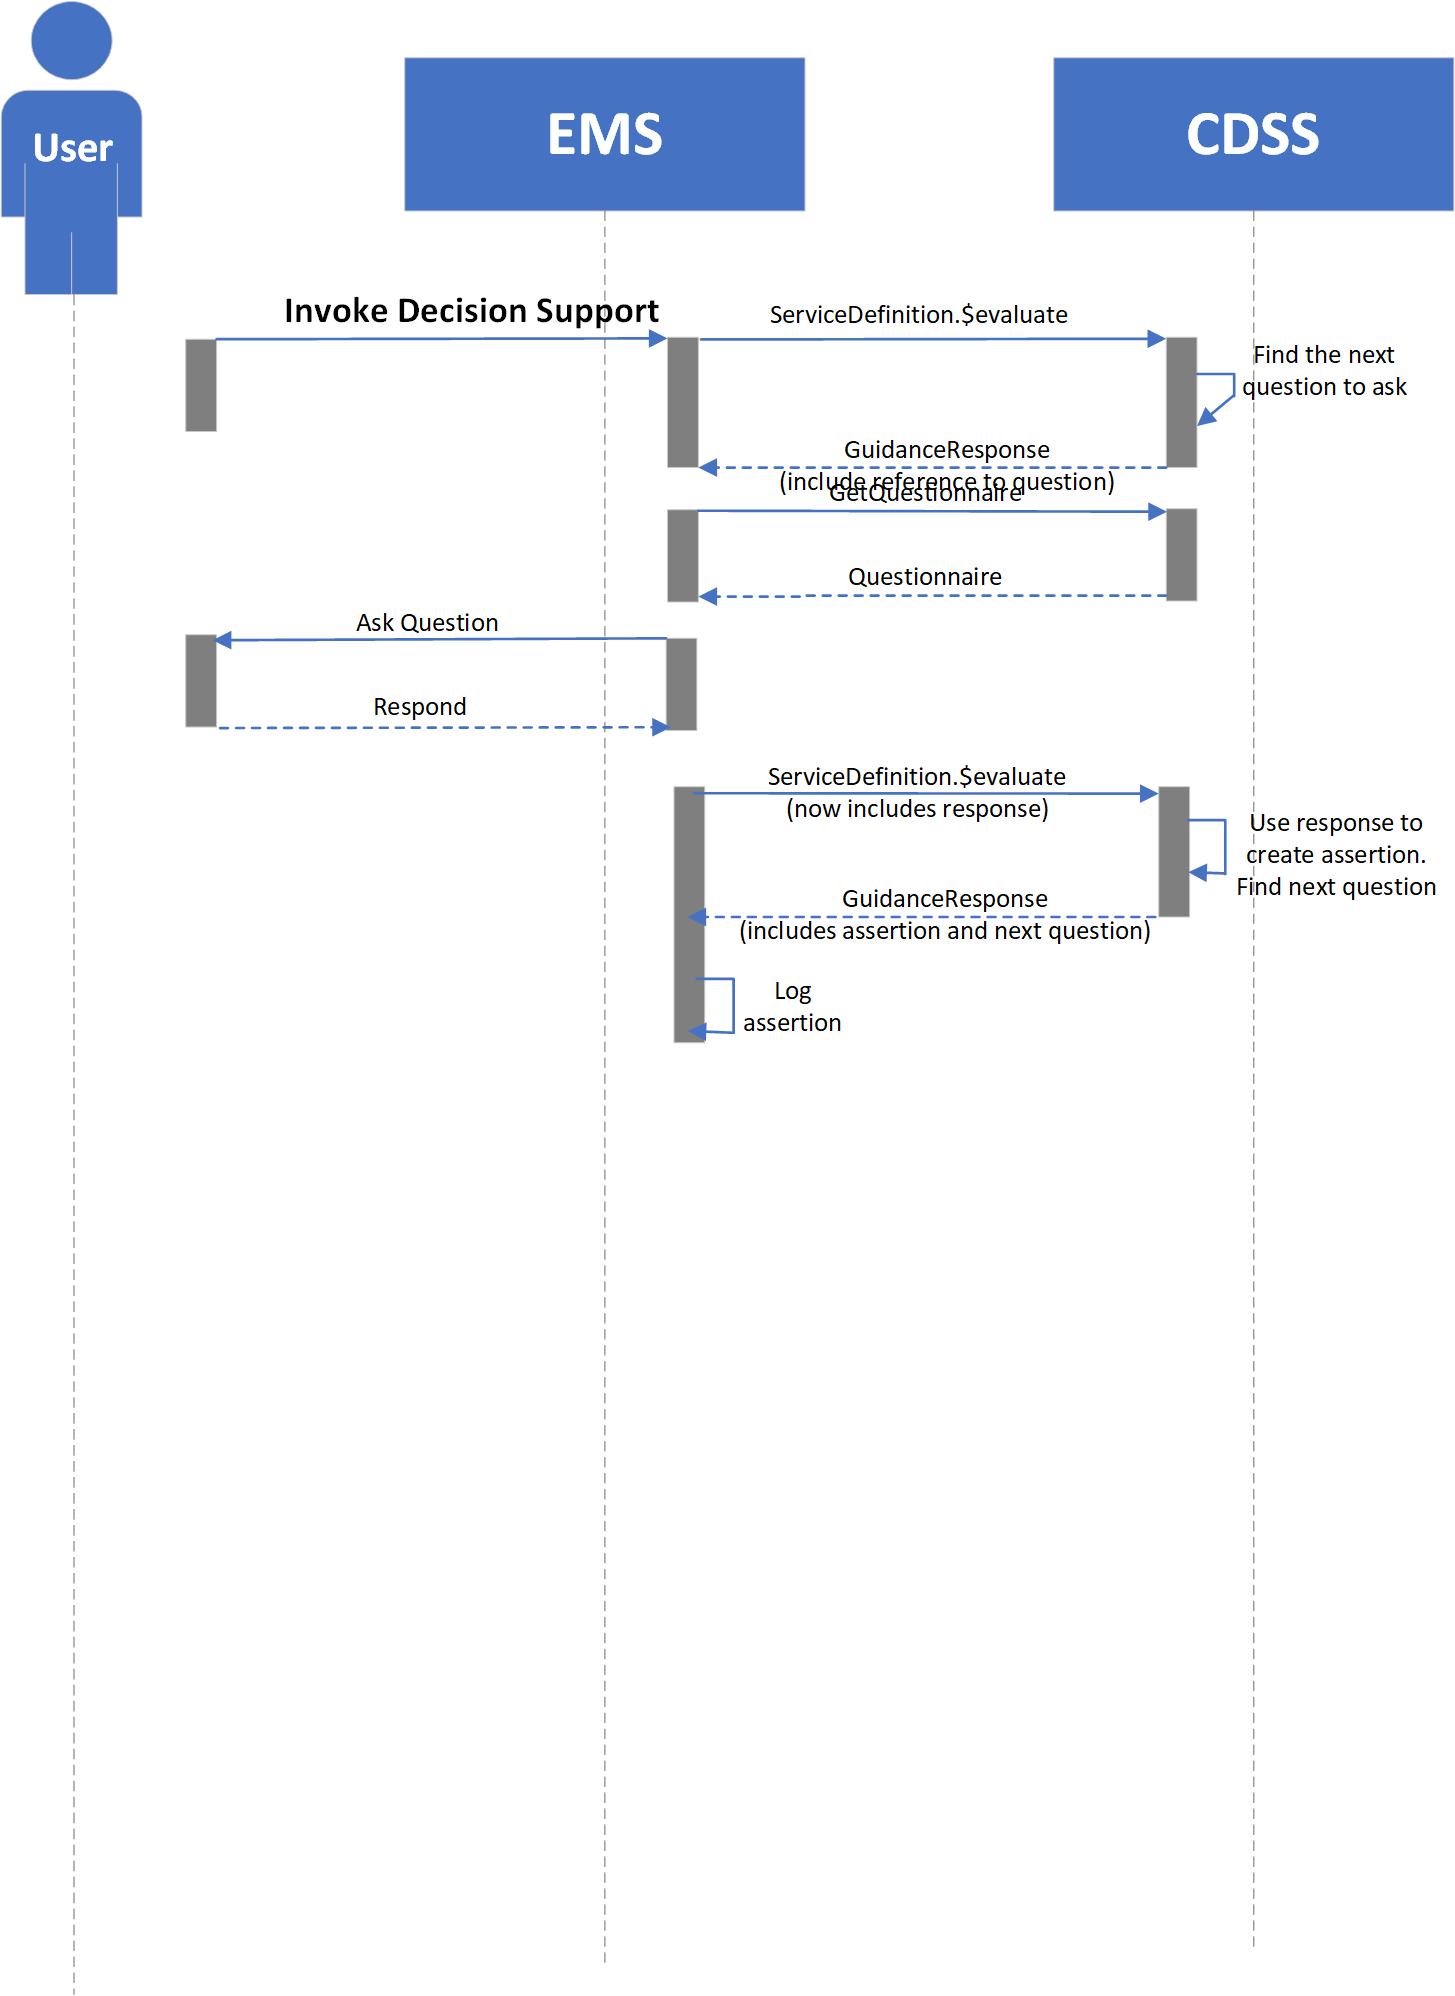 User
EMS
CDSS
Invoke Decision Support
ServiceDefinition.$evaluate
Find the next
question to ask
GuidanceResponse
(include reference to question)
GetQuestionnaire
Questionnaire
Ask Question
Respond
ServiceDefinition.$evaluate
(now includes response)
Use response to
create assertion.
Find next question
GuidanceResponse
(includes assertion and next question)
Log
assertion